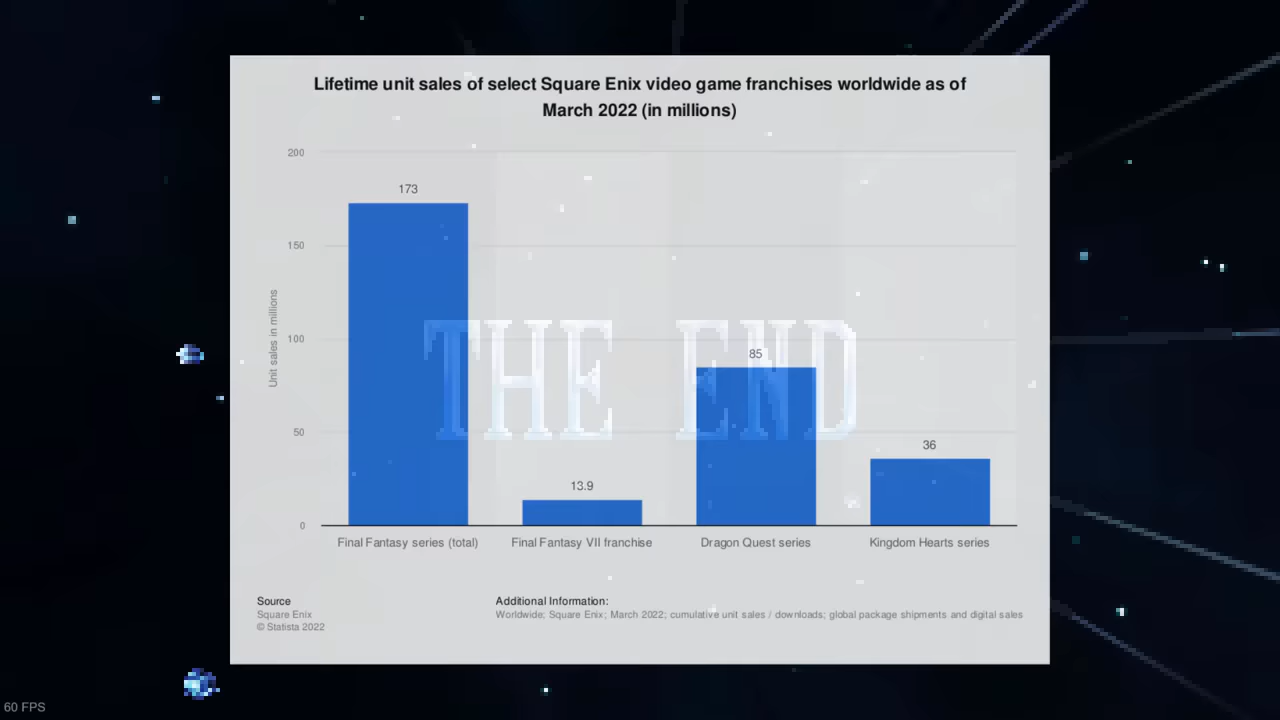 Lifetime unit sales of select Square Enix video game franchises worldwide as of
March 2022 (in millions)
200
150
100
50
0
Unit sales in millions
173
13.9
85
36
THE END
Final Fantasy series (total)
Final Fantasy VII franchise
Dragon Quest series
Kingdom Hearts series
Source
Square Enix
© Statista 2022
Additional Information:
Worldwide; Square Enix; March 2022; cumulative unit sales / downloads; global package shipments and digital sales
60 FPS